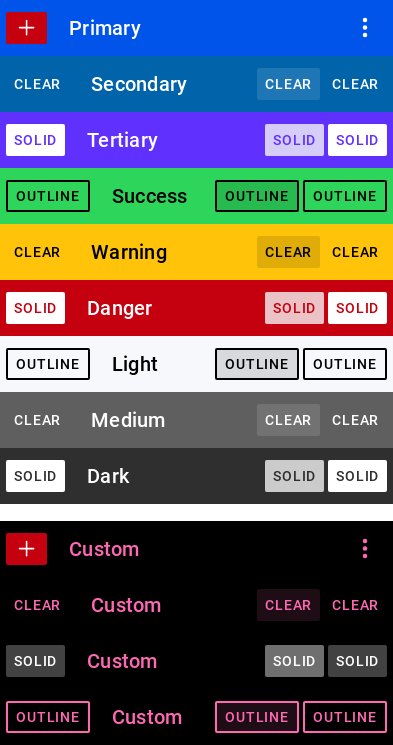 Primary
CLEAR Secondary CLEAR CLEAR
SOLID Tertiary SOLID SOLID
OUTLINE Success OUTLINE OUTLINE
CLEAR Warning CLEAR CLEAR
SOLID Danger SOLID SOLID
OUTLINE Light OUTLINE OUTLINE
CLEAR Medium CLEAR CLEAR
SOLID Dark SOLID SOLID
Custom
CLEAR Custom CLEAR CLEAR
SOLID Custom SOLID SOLID
OUTLINE Custom OUTLINE OUTLINE